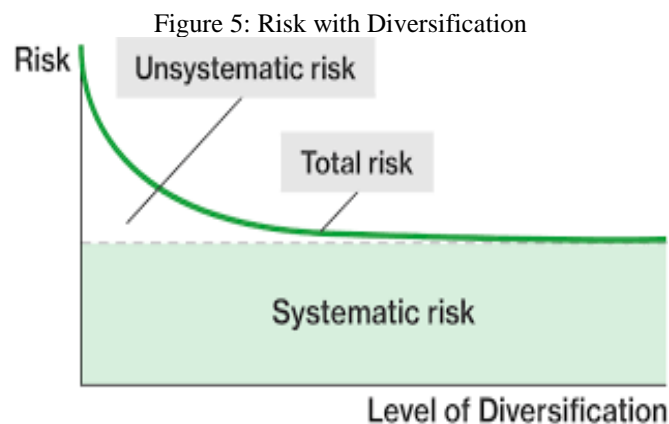 Figure 5: Risk with Diversification
Risk
Unsystematic risk
Total risk
Systematic risk
Level of Diversification